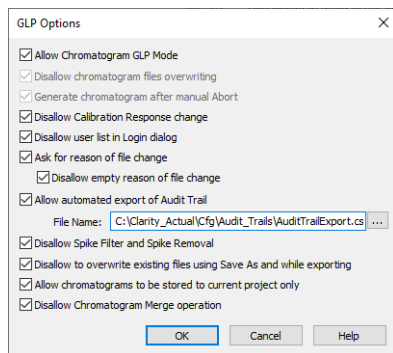 GLP Options
Allow Chromatogram GLP Mode
Disallow chromatogram files overwriting
Generate chromatogram after manual Abort
Disallow Calibration Response change
Disallow user list in Login dialog
Ask for reason of file change
Disallow empty reason of file change
Allow automated export of Audit Trail
File Name: C:\Clarity_Actual\Cfg\Audit_Trails\AuditTrailExport.cs ...
Disallow Spike Filter and Spike Removal
Disallow to overwrite existing files using Save As and while exporting
Allow chromatograms to be stored to current project only
Disallow Chromatogram Merge operation
OK Cancel Help